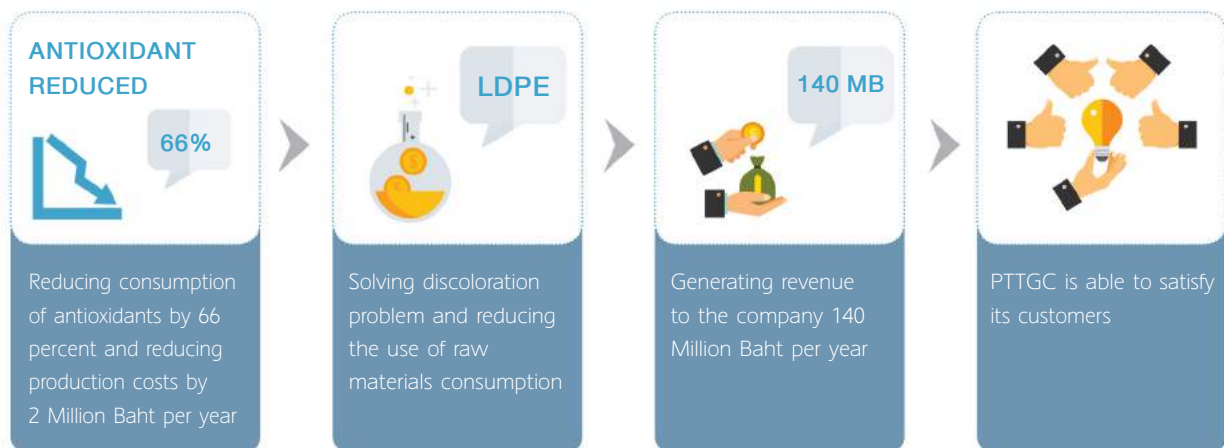 ANTIOXIDANT
REDUCED
66%
Reducing consumption
of antioxidants by 66
percent and reducing
production costs by
2 Million Baht per year
LDPE
Solving discoloration
problem and reducing
the use of raw
materials consumption
140 MB
Generating revenue
to the company 140
Million Baht per year
PTTGC is able to satisfy
its customers